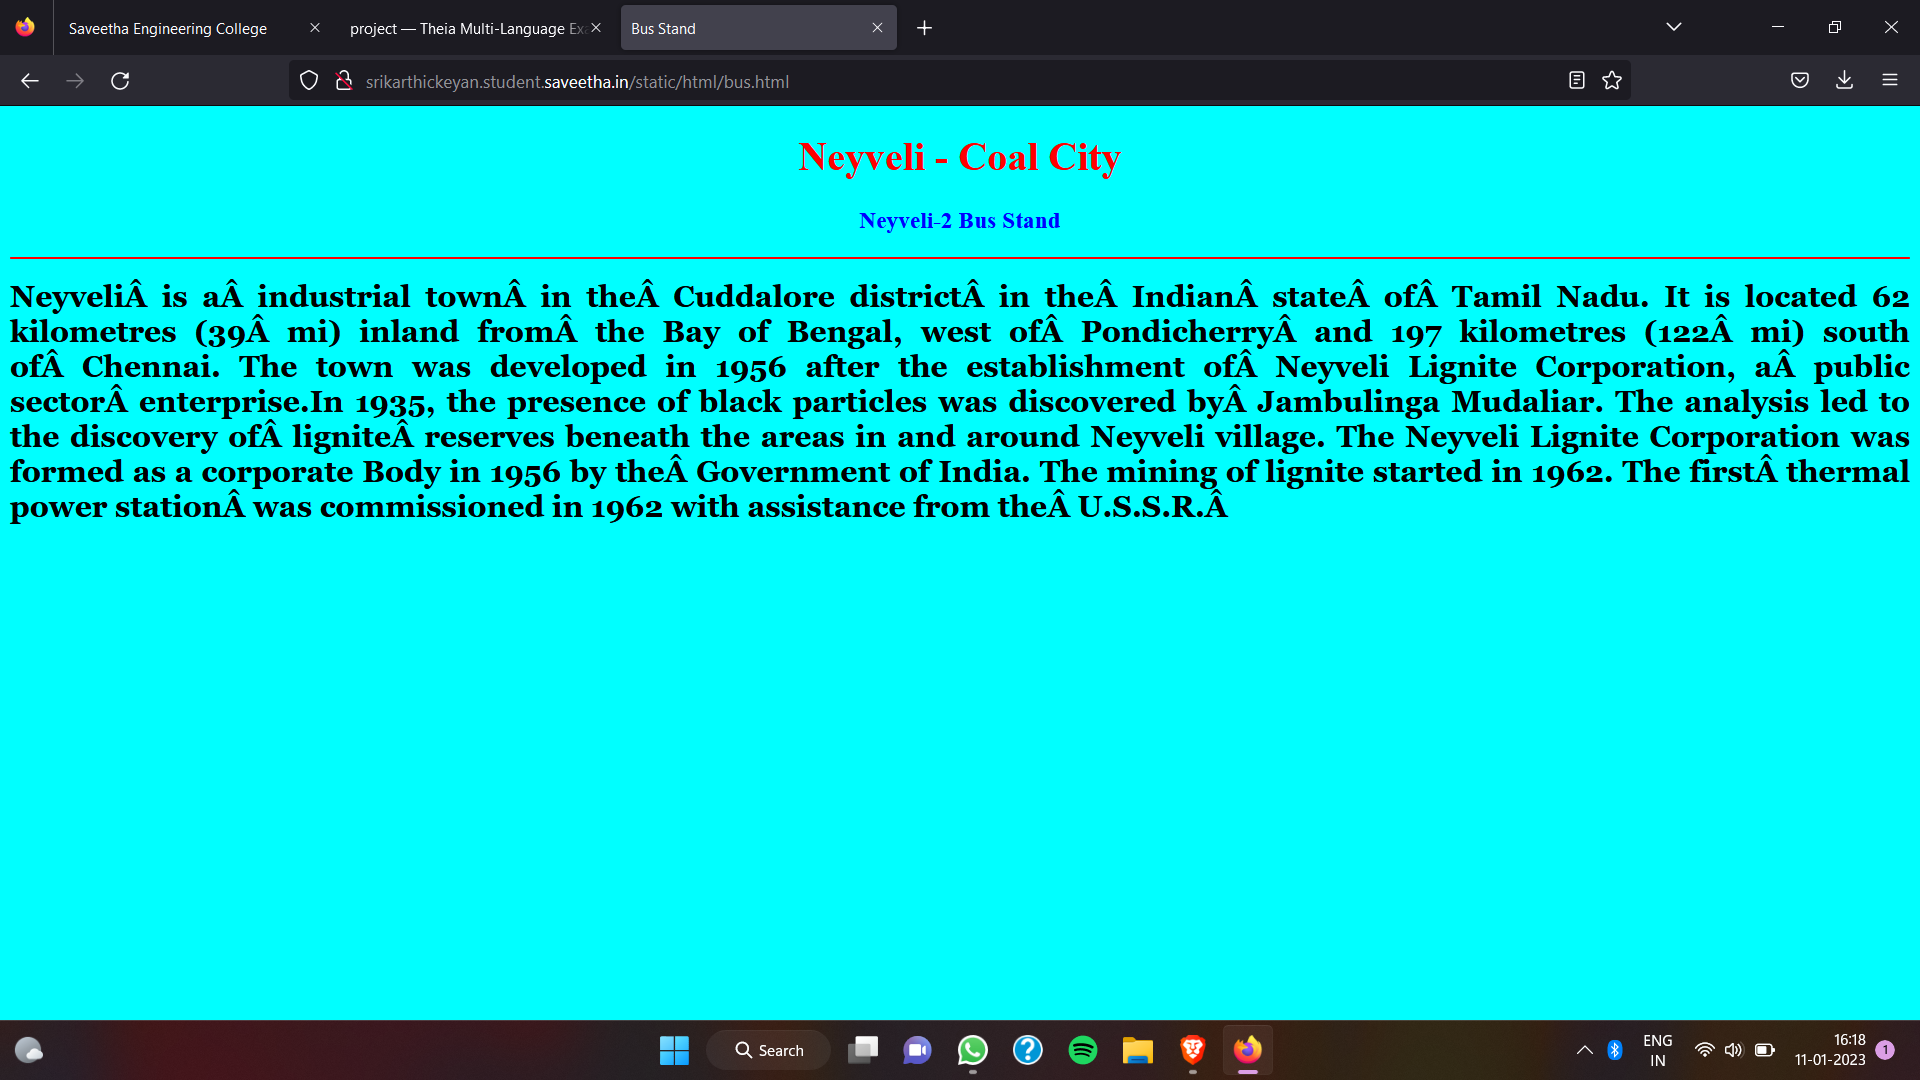 Saveetha Engineering College
project — Theia Multi-Language Ex
Bus Stand
srikarthickeyan.student.saveetha.in/static/html/bus.html
Neyveli - Coal City
Neyveli-2 Bus Stand
NeyveliÂ is aÂ industrial townÂ in theÂ Cuddalore districtÂ in theÂ IndianÂ stateÂ ofÂ Tamil Nadu. It is located 62
kilometres (39Â mi) inland fromÂ the Bay of Bengal, west ofÂ PondicherryÂ and 197 kilometres (122Â mi) south
ofÂ Chennai. The town was developed in 1956 after the establishment ofÂ Neyveli Lignite Corporation, aÂ public
sectorÂ enterprise.In 1935, the presence of black particles was discovered byÂ Jambulinga Mudaliar. The analysis led to
the discovery ofÂ ligniteÂ reserves beneath the areas in and around Neyveli village. The Neyveli Lignite Corporation was
formed as a corporate Body in 1956 by theÂ Government of India. The mining of lignite started in 1962. The firstÂ thermal
power stationÂ was commissioned in 1962 with assistance from theÂ U.S.S.R.Â
Search
ENG
IN
16:18
11-01-2023
1